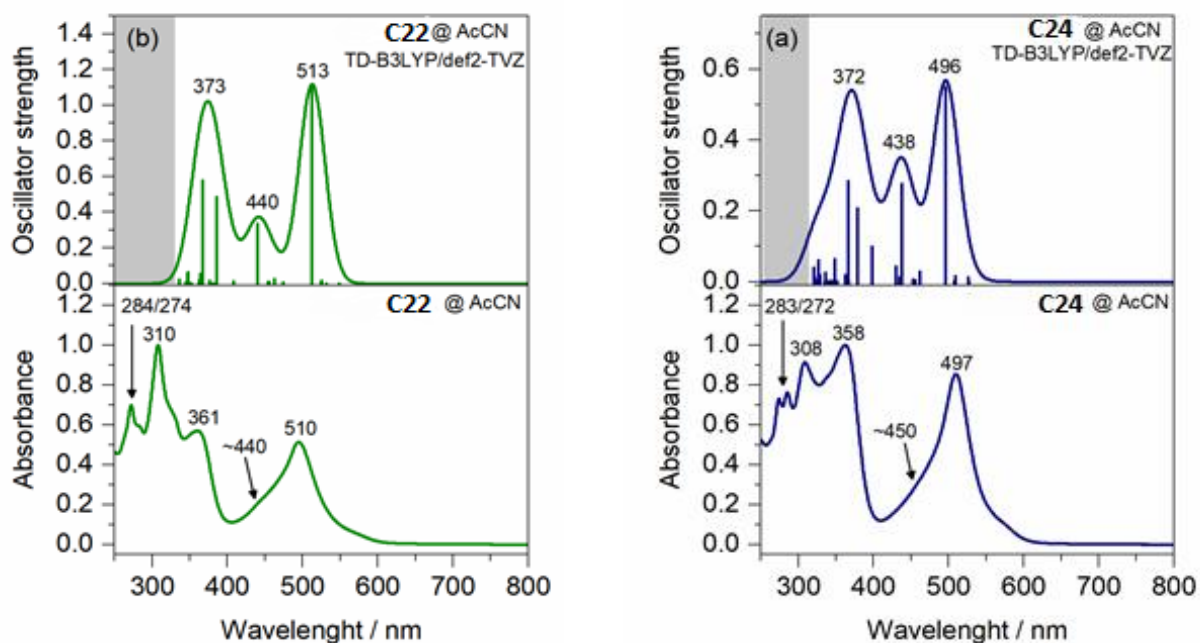 (b)
C22 @ AcCN
TD-B3LYP/def2-TVZ
Oscillator strength
1.4
1.2
1.0
0.8
0.6
0.4
0.2
0.0
373
440
513
C22 @ AcCN
Absorbance
1.2
1.0
0.8
0.6
0.4
0.2
0.0
284/274
310
361
~440
510
300 400 500 600 700 800
Wavelenght / nm
(a)
C24 @ AcCN
TD-B3LYP/def2-TVZ
Oscillator strength
0.6
0.4
0.2
0.0
372
438
496
C24 @ AcCN
Absorbance
1.2
1.0
0.8
0.6
0.4
0.2
0.0
283/272
308
358
~450
497
300 400 500 600 700 800
Wavelenght / nm